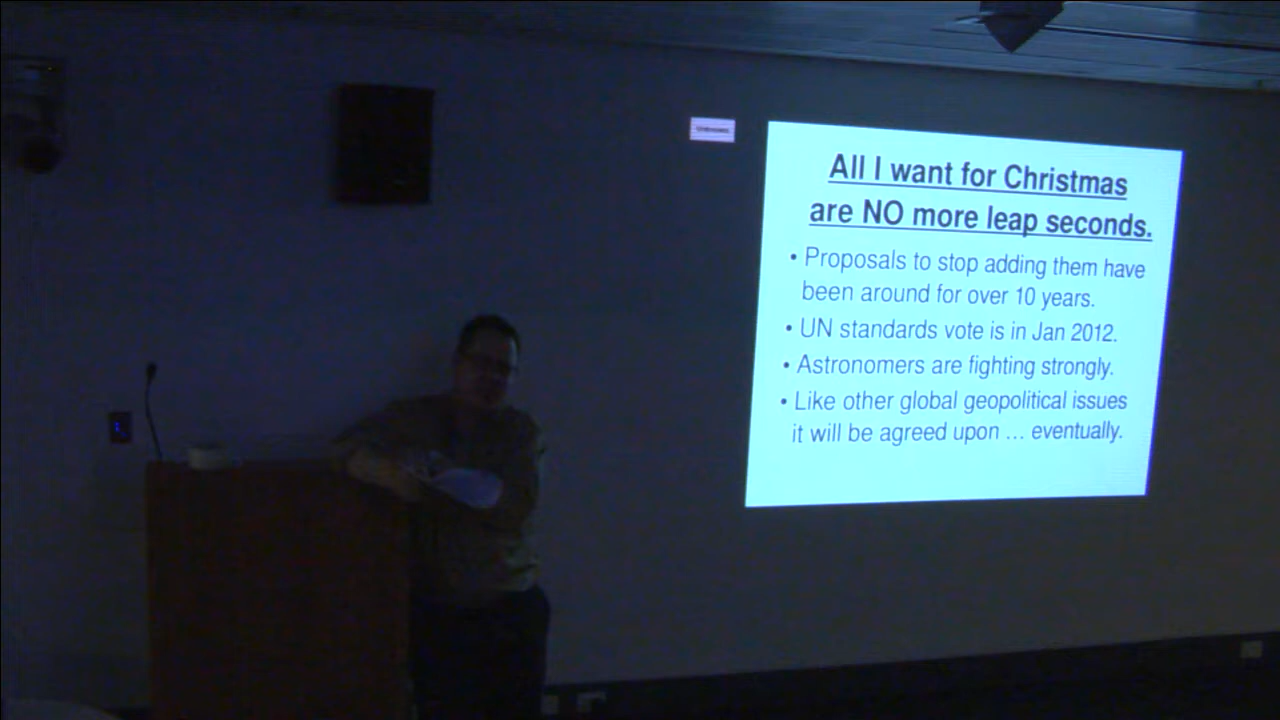 All I want for Christmas
are NO more leap seconds.
• Proposals to stop adding them have
been around for over 10 years.
• UN standards vote is in Jan 2012.
• Astronomers are fighting strongly.
• Like other global geopolitical issues
it will be agreed upon ... eventually.